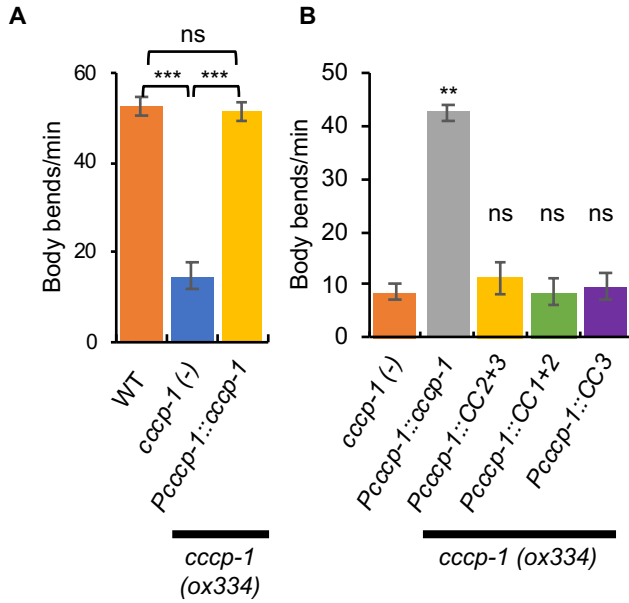 A
ns
*** ***
60
40
20
0
Body bends/min
WT
cccp-1 (-)
Pcccp-1::cccp-1
cccp-1
(ox334)
B
50
40
30
20
10
0
Body bends/min
**
ns ns ns
cccp-1 (-)
Pcccp-1::cccp-1
Pcccp-1::CC2+3
Pcccp-1::CC1+2
Pcccp-1::CC3
cccp-1 (ox334)